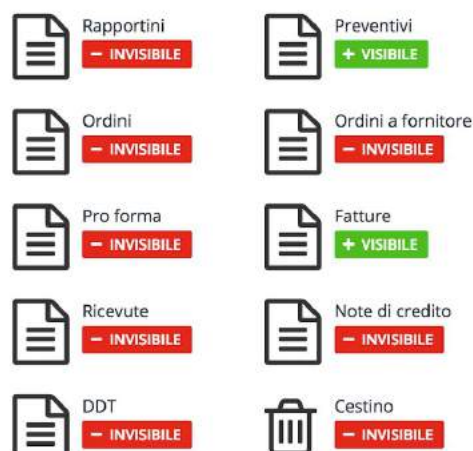 Rapportini
− INVISIBILE
Preventivi
+ VISIBILE
Ordini
− INVISIBILE
Ordini a fornitore
− INVISIBILE
Pro forma
− INVISIBILE
Fatture
+ VISIBILE
Ricevute
− INVISIBILE
Note di credito
− INVISIBILE
DDT
− INVISIBILE
Cestino
− INVISIBILE